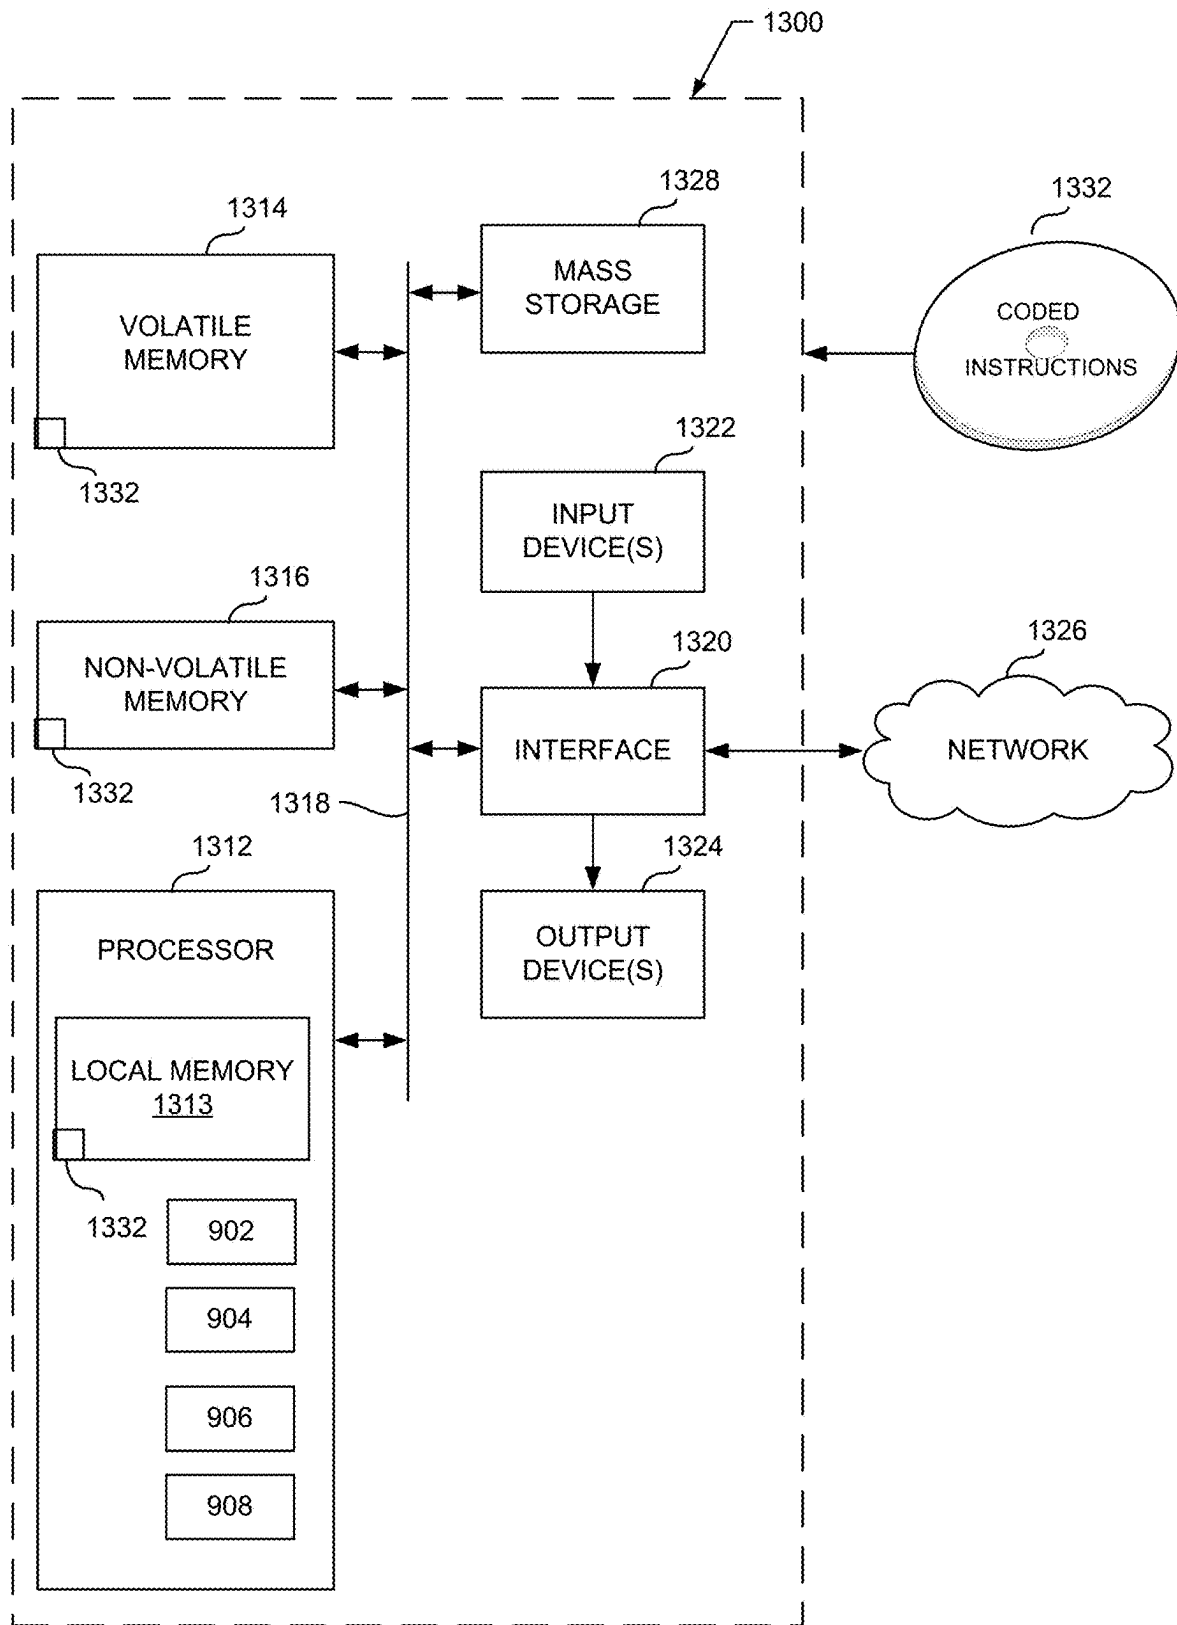 1300
1314
VOLATILE
MEMORY
1332
1328
MASS
STORAGE
1332
CODED
INSTRUCTIONS
1322
INPUT
DEVICE(S)
1316
NON-VOLATILE
MEMORY
1332
1320
INTERFACE
1326
NETWORK
1318
1312
PROCESSOR
LOCAL MEMORY
1313
1332
902
904
906
908
1324
OUTPUT
DEVICE(S)